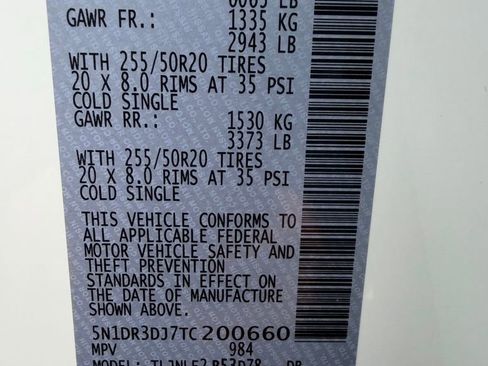 6065 LB
GAWR FR.: 1335 KG
2943 LB
WITH 255/50R20 TIRES
20 X 8.0 RIMS AT 35 PSI
COLD SINGLE
GAWR RR.: 1530 KG
3373 LB
WITH 255/50R20 TIRES
20 X 8.0 RIMS AT 35 PSI
COLD SINGLE
THIS VEHICLE CONFORMS TO
ALL APPLICABLE FEDERAL
MOTOR VEHICLE SAFETY AND
THEFT PREVENTION
STANDARDS IN EFFECT ON
THE DATE OF MANUFACTURE
SHOWN ABOVE.
5N1DR3DJ7TC200660
MPV 984
MODEL: